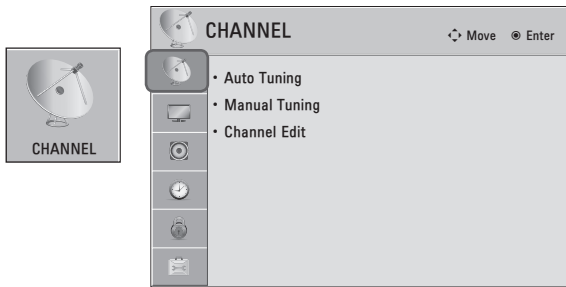 CHANNEL
CHANNEL Move Enter
• Auto Tuning
• Manual Tuning
• Channel Edit